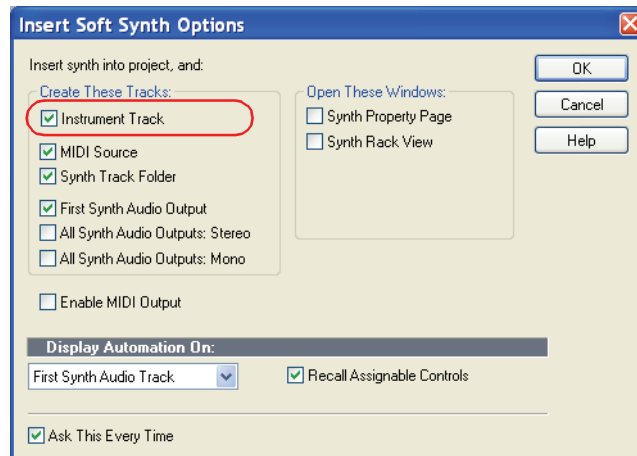 Insert Soft Synth Options
Insert synth into project, and:
Create These Tracks:
Instrument Track
MIDI Source
Synth Track Folder
First Synth Audio Output
All Synth Audio Outputs: Stereo
All Synth Audio Outputs: Mono
Enable MIDI Output
Open These Windows:
Synth Property Page
Synth Rack View
OK
Cancel
Help
Display Automation On:
First Synth Audio Track
Recall Assignable Controls
Ask This Every Time